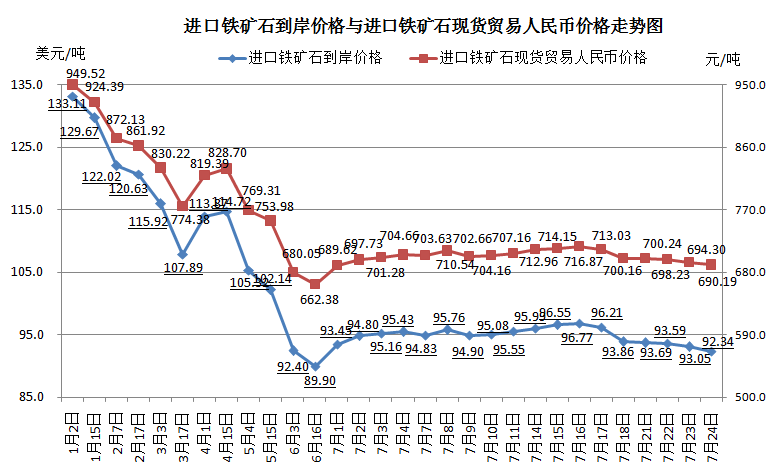 进口铁矿石到岸价格与进口铁矿石现货贸易人民币价格走势图
美元/吨
进口铁矿石到岸价格
进口铁矿石现货贸易人民币价格
元/吨
135.0
125.0
115.0
105.0
95.0
85.0
950.0
860.0
770.0
680.0
590.0
500.0
949.52
924.39
872.13
861.92
830.22
774.38
819.39
828.70
769.31
753.98
680.05
662.38
689.62
697.73
701.28
704.66
703.63
710.54
702.66
704.16
707.16
712.96
714.15
716.87
713.03
700.16
700.24
698.23
694.30
690.19
133.11
129.67
122.02
120.63
115.92
107.89
114.72
102.14
92.40
89.90
93.45
94.80
95.16
95.43
94.83
95.76
94.90
95.08
95.55
96.55
96.77
96.21
93.86
93.69
93.59
93.05
92.34
1月2日
1月15日
2月7日
2月17日
3月3日
3月17日
4月1日
4月15日
5月4日
5月15日
6月3日
6月16日
7月1日
7月2日
7月3日
7月4日
7月7日
7月8日
7月9日
7月10日
7月11日
7月14日
7月15日
7月16日
7月17日
7月18日
7月21日
7月22日
7月23日
7月24日